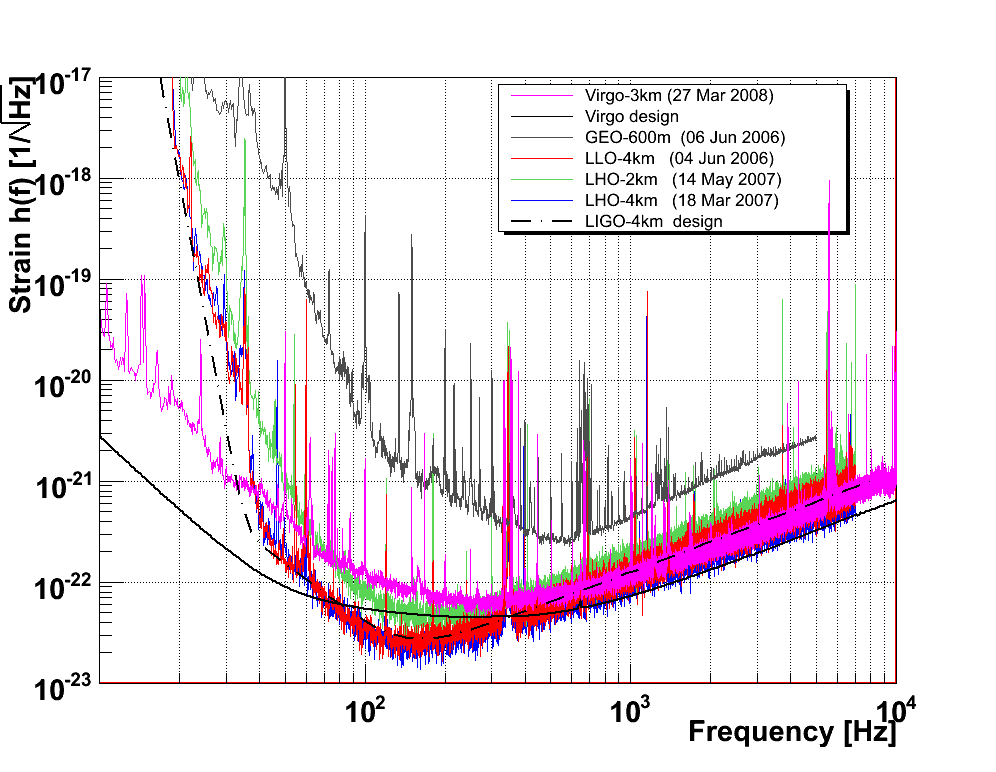 Strain h(f) [1/√Hz]
10-17
10-18
10-19
10-20
10-21
10-22
10-23
Virgo-3km (27 Mar 2008)
Virgo design
GEO-600m (06 Jun 2006)
LLO-4km (04 Jun 2006)
LHO-2km (14 May 2007)
LHO-4km (18 Mar 2007)
LIGO-4km design
102
103
104
Frequency [Hz]